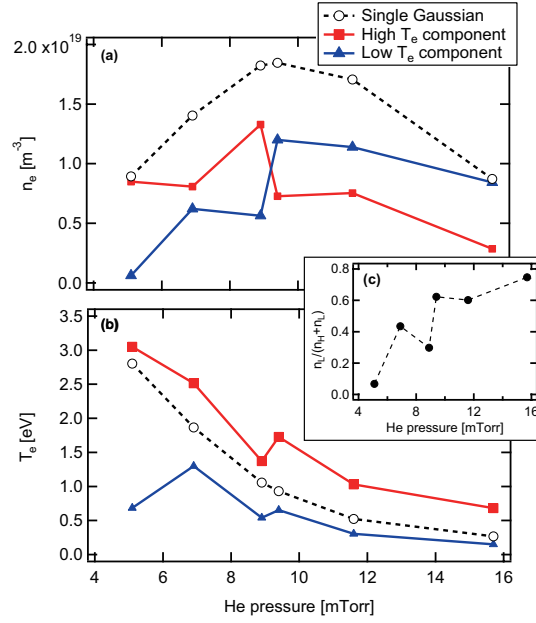 Single Gaussian
High Te component
Low Te component
2.0 x10^19
(a)
1.5
1.0
0.5
0.0
ne [m^-3]
(c)
0.8
0.6
0.4
0.2
0.0
nL/(nH+nL)
4 8 12 16
He pressure [mTorr]
(b)
3.5
3.0
2.5
2.0
1.5
1.0
0.5
0.0
Te [eV]
4 6 8 10 12 14 16
He pressure [mTorr]